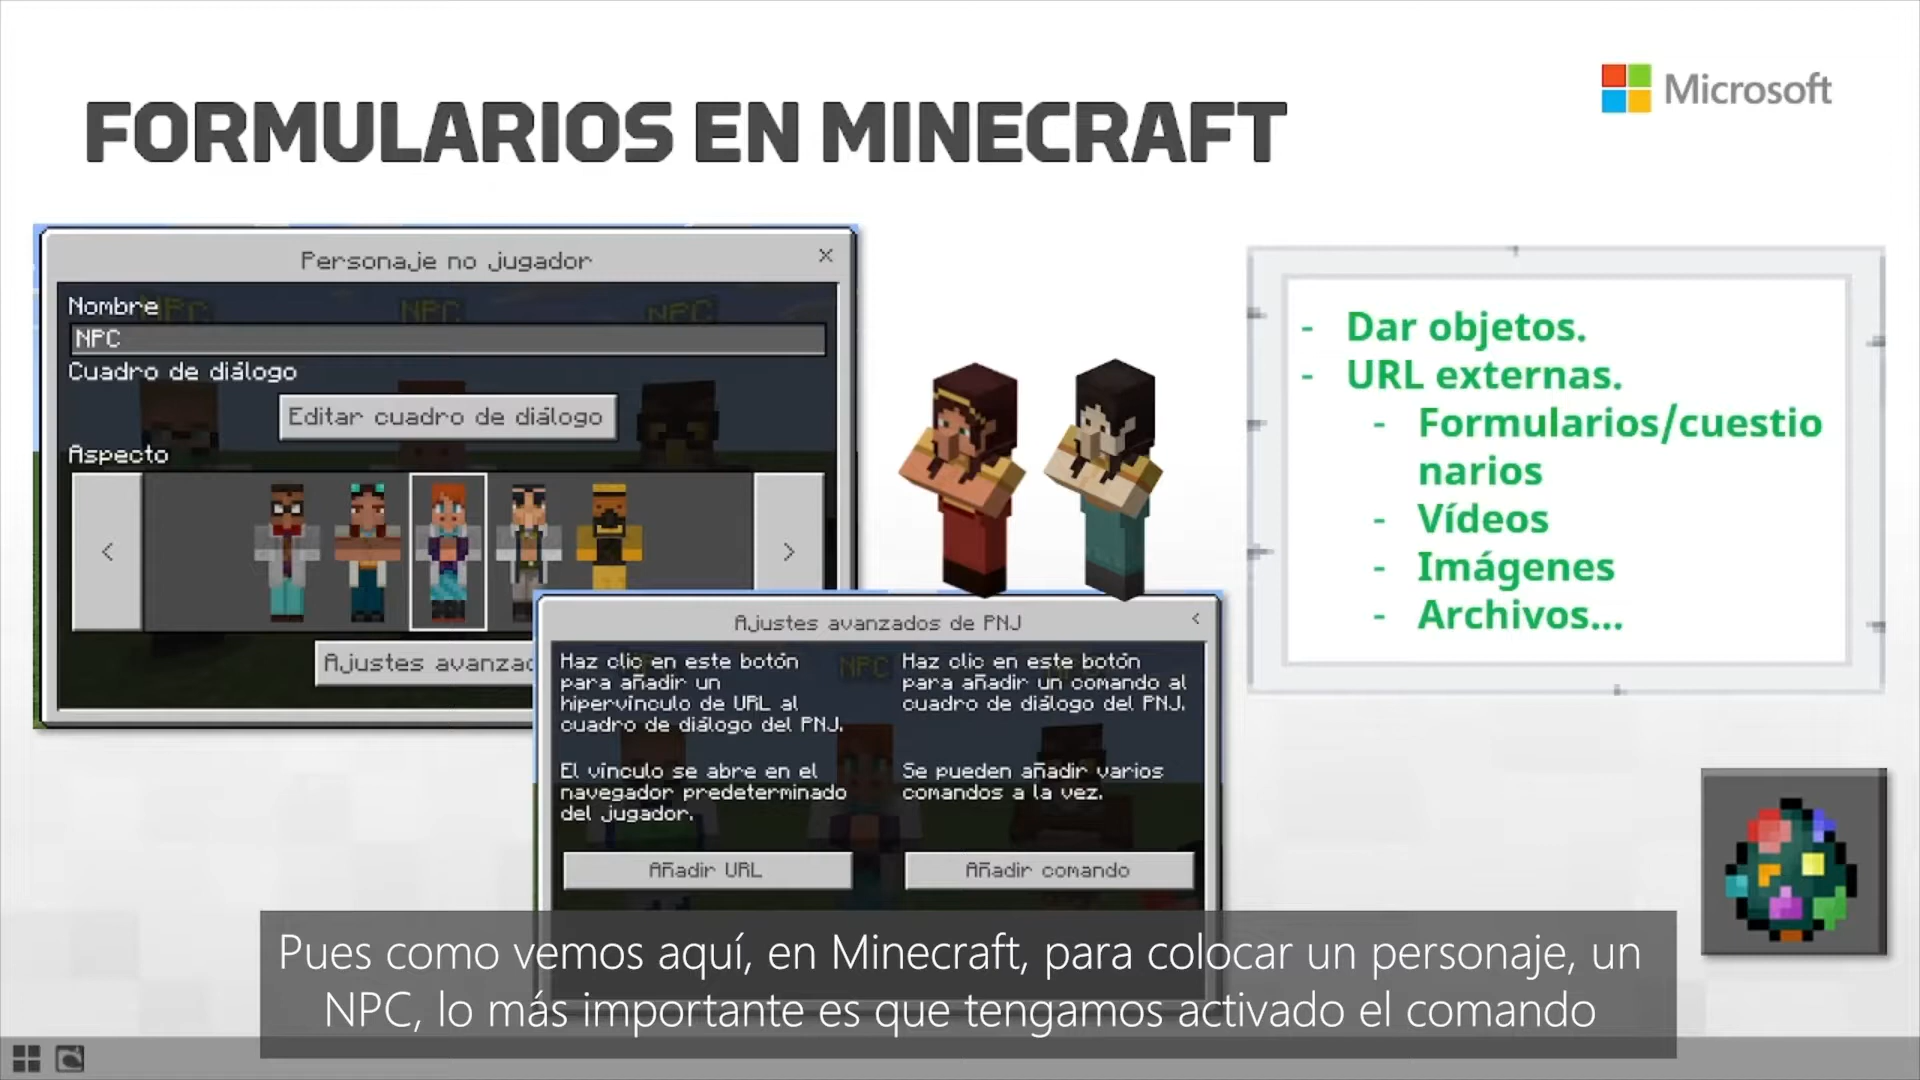 FORMULARIOS EN MINECRAFT
Microsoft
Personaje no jugador
Nombre
NPC
Cuadro de diálogo
Editar cuadro de diálogo
Aspecto
Ajustes avanzad
Ajustes avanzados de PNJ
Haz clic en este botón
para añadir un
hipervínculo de URL al
cuadro de diálogo del PNJ.
El vínculo se abre en el
navegador predeterminado
del jugador.
Añadir URL
Haz clic en este botón
para añadir un comando al
cuadro de diálogo del PNJ.
Se pueden añadir varios
comandos a la vez.
Añadir comando
- Dar objetos.
- URL externas.
- Formularios/cuestio
narios
- Vídeos
- Imágenes
- Archivos...
Pues como vemos aquí, en Minecraft, para colocar un personaje, un
NPC, lo más importante es que tengamos activado el comando